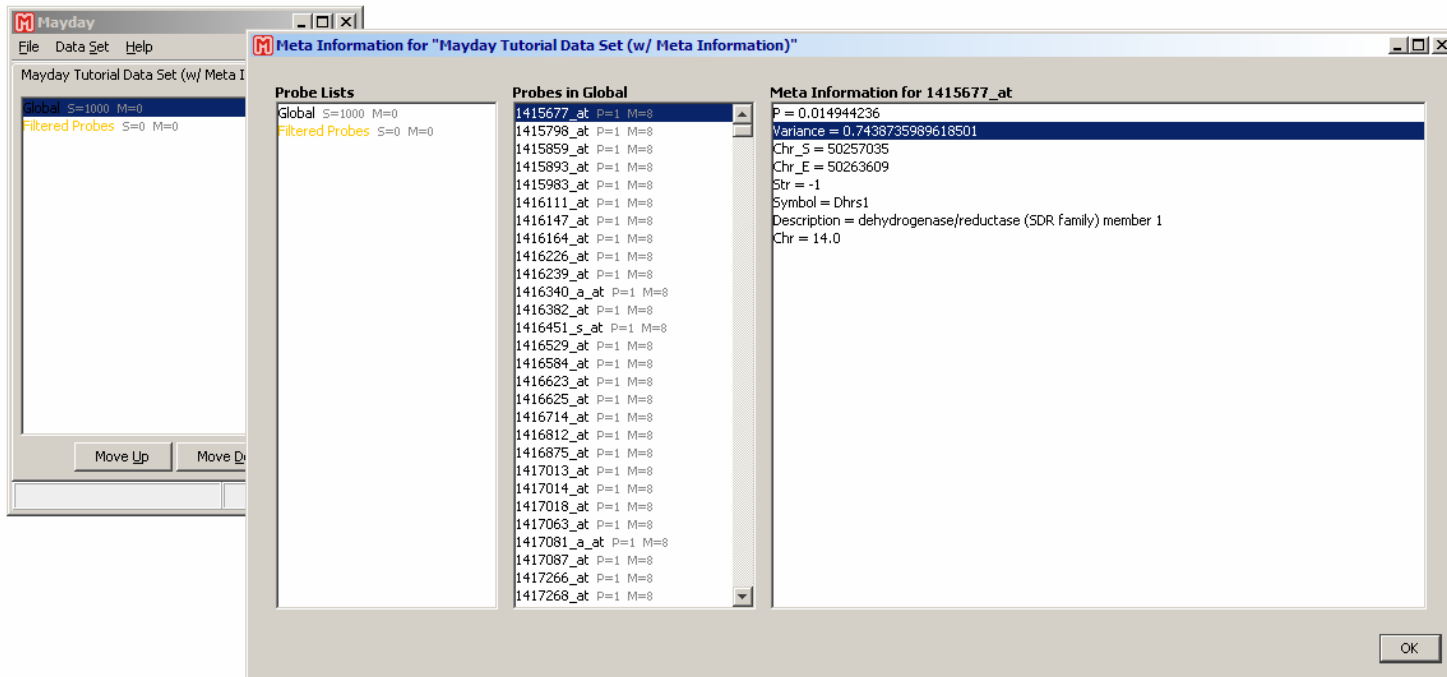 Mayday
File Data Set Help
Mayday Tutorial Data Set (w/ Meta I
Global S=1000 M=0
Filtered Probes S=0 M=0
Move Up
Meta Information for "Mayday Tutorial Data Set (w/ Meta Information)"
Probe Lists
Global S=1000 M=0
Filtered Probes S=0 M=0
Probes in Global
1415677_at P=1 M=8
1415798_at P=1 M=8
1415859_at P=1 M=8
1415893_at P=1 M=8
1415983_at P=1 M=8
1416111_at P=1 M=8
1416147_at P=1 M=8
1416164_at P=1 M=8
1416226_at P=1 M=8
1416239_at P=1 M=8
1416340_a_at P=1 M=8
1416382_at P=1 M=8
1416451_s_at P=1 M=8
1416529_at P=1 M=8
1416584_at P=1 M=8
1416623_at P=1 M=8
1416625_at P=1 M=8
1416714_at P=1 M=8
1416812_at P=1 M=8
1416875_at P=1 M=8
1417013_at P=1 M=8
1417014_at P=1 M=8
1417018_at P=1 M=8
1417063_at P=1 M=8
1417081_a_at P=1 M=8
1417087_at P=1 M=8
1417266_at P=1 M=8
1417268_at P=1 M=8
Meta Information for 1415677_at
P = 0.014944236
Variance = 0.7438735989618501
Chr_S = 50257035
Chr_E = 50263609
Str = -1
Symbol = Dhrs1
Description = dehydrogenase/reductase (SDR family) member 1
Chr = 14.0
OK
Move D